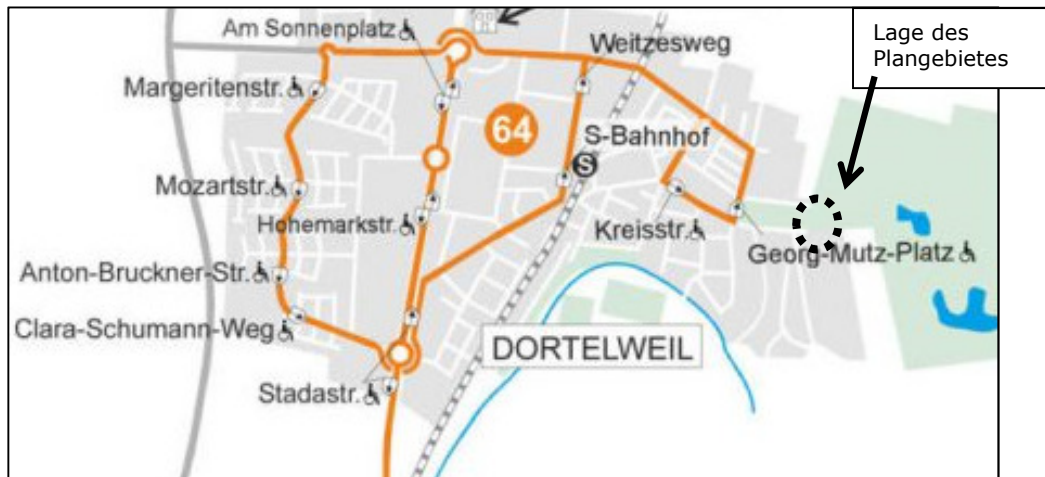 Am Sonnenplatz
Weitzesweg
Lage des
Plangebietes
Margeritenstr.
64
S-Bahnhof
S
Mozartstr.
Hohemarkstr.
Kreisstr.
Georg-Mutz-Platz
Anton-Bruckner-Str.
Clara-Schumann-Weg
DORTELWEIL
Stadastr.